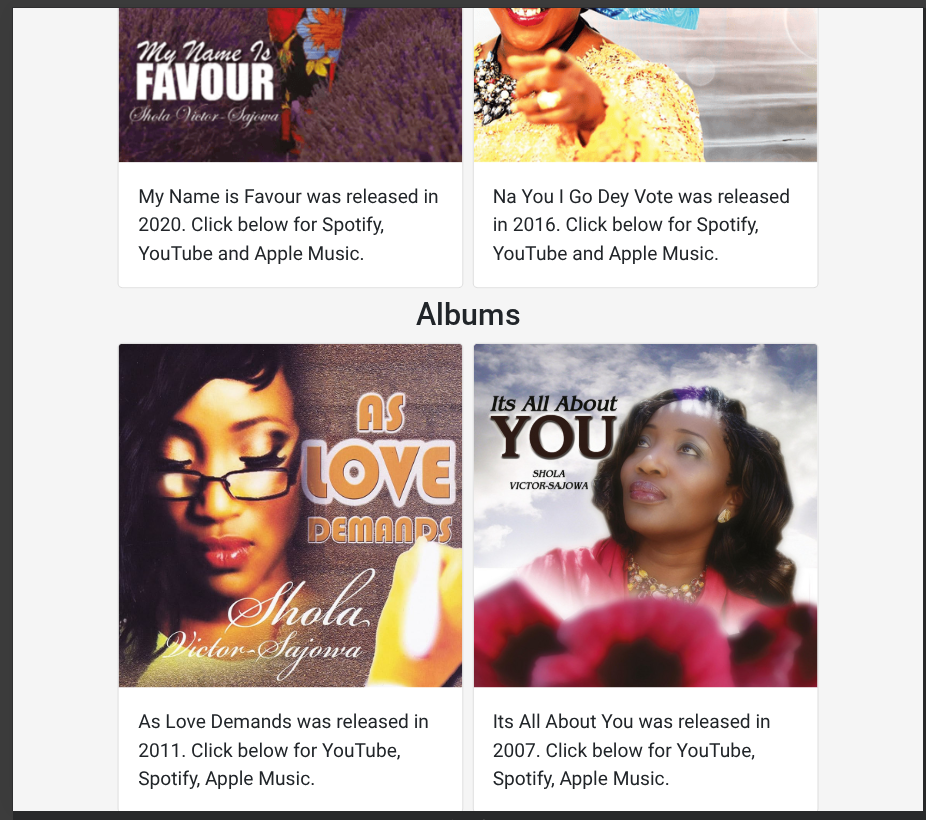 My Name Is
FAVOUR
Shola Victor-Sajowa
My Name is Favour was released in
2020. Click below for Spotify,
YouTube and Apple Music.
Na You I Go Dey Vote was released
in 2016. Click below for Spotify,
YouTube and Apple Music.
Albums
AS
LOVE
DEMANDS
Shola
Victor-Sajowa
Its All About
YOU
SHOLA
VICTOR-SAJOWA
As Love Demands was released in
2011. Click below for YouTube,
Spotify, Apple Music.
Its All About You was released in
2007. Click below for YouTube,
Spotify, Apple Music.